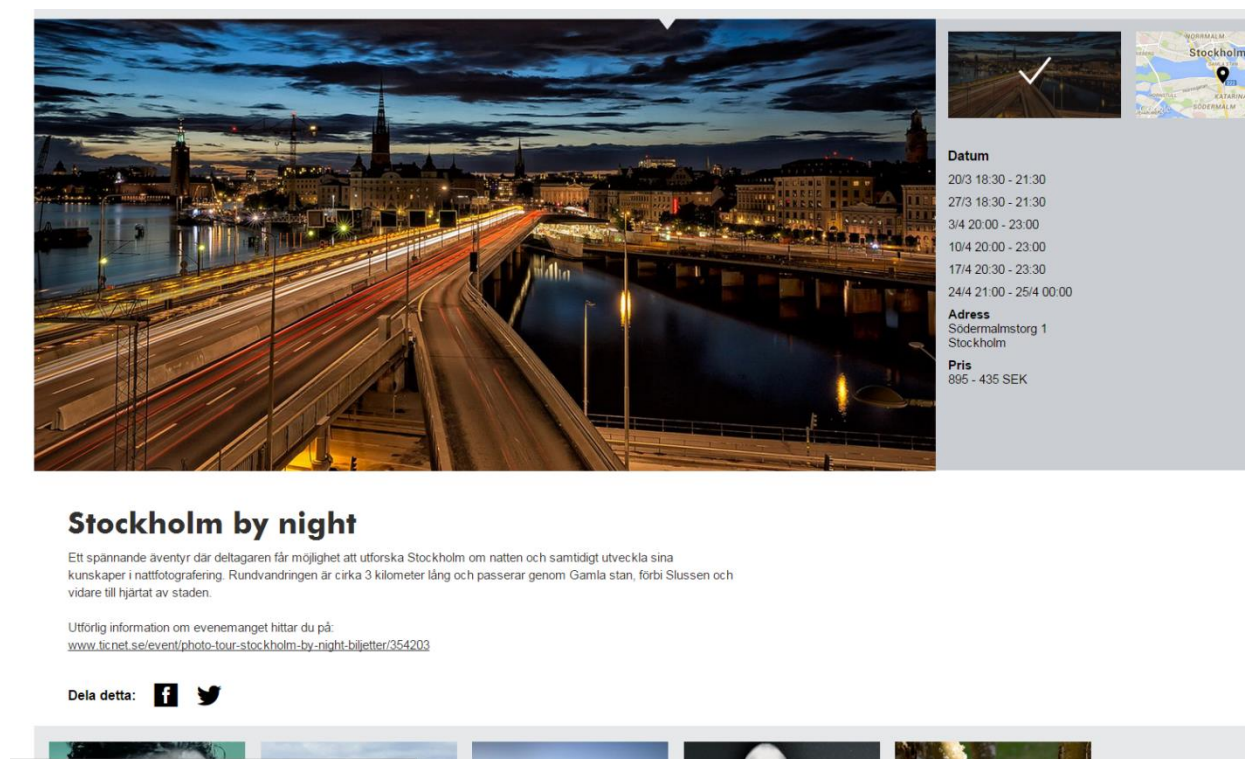 NORRMALM
Stockholm
KATARINA
SÖDERMALM
Datum
20/3 18:30 - 21:30
27/3 18:30 - 21:30
3/4 20:00 - 23:00
10/4 20:00 - 23:00
17/4 20:30 - 23:30
24/4 21:00 - 25/4 00:00
Adress
Södermalmstorg 1
Stockholm
Pris
895 - 435 SEK
Stockholm by night
Ett spännande äventyr där deltagaren får möjlighet att utforska Stockholm om natten och samtidigt utveckla sina
kunskaper i nattfotografering. Rundvandringen är cirka 3 kilometer lång och passerar genom Gamla stan, förbi Slussen och
vidare till hjärtat av staden.
Utförlig information om evenemanget hittar du på:
www.ticnet.se/event/photo-tour-stockholm-by-night-biljetter/354203
Dela detta: